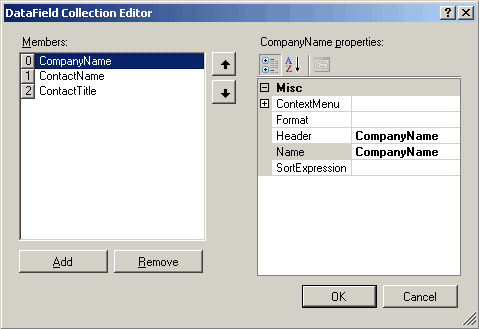 DataField Collection Editor
Members:
0 CompanyName
1 ContactName
2 ContactTitle
Add
Remove
CompanyName properties:
Misc
ContextMenu
Format
Header CompanyName
Name CompanyName
SortExpression
OK
Cancel